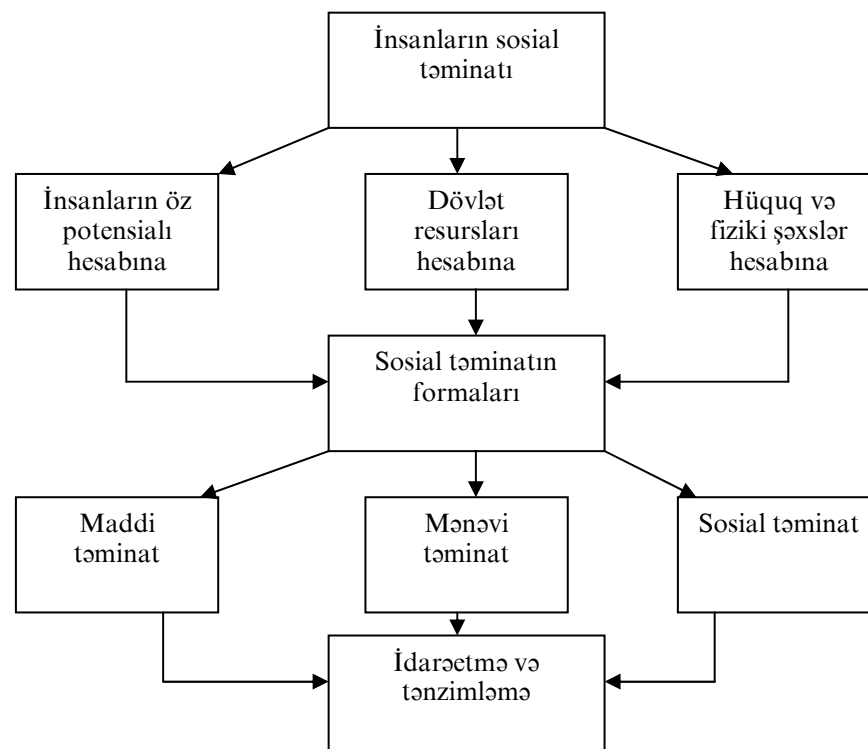 İnsanların sosial
təminatı
İnsanların öz
potensialı
hesabına
Dövlət
resursları
hesabına
Hüquq və
fiziki şəxslər
hesabına
Sosial təminatın
formaları
Maddi
təminat
Mənəvi
təminat
Sosial təminat
İdarəetmə və
tənzimləmə